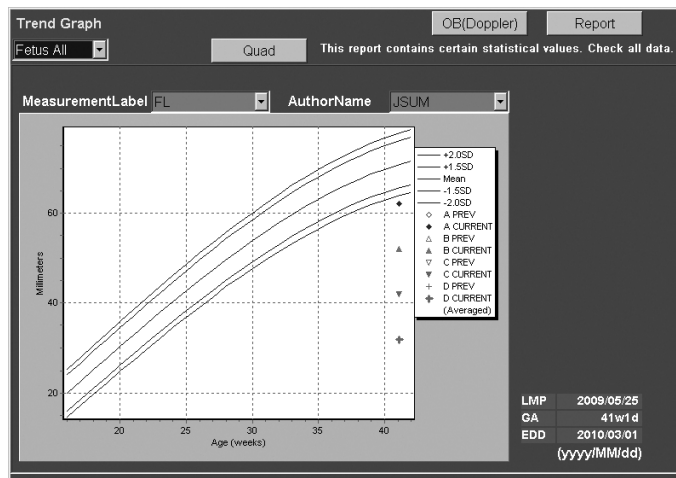 Trend Graph
OB(Doppler)
Report
Fetus All
Quad
This report contains certain statistical values. Check all data.
MeasurementLabel FL
AuthorName JSUM
+2.0SD
+1.5SD
Mean
-1.5SD
-2.0SD
A PREV
A CURRENT
B PREV
B CURRENT
C PREV
C CURRENT
D PREV
D CURRENT
(Averaged)
60
40
20
Millimeters
20 25 30 35 40
Age (weeks)
LMP 2009/05/25
GA 41w1d
EDD 2010/03/01
(yyyy/MM/dd)